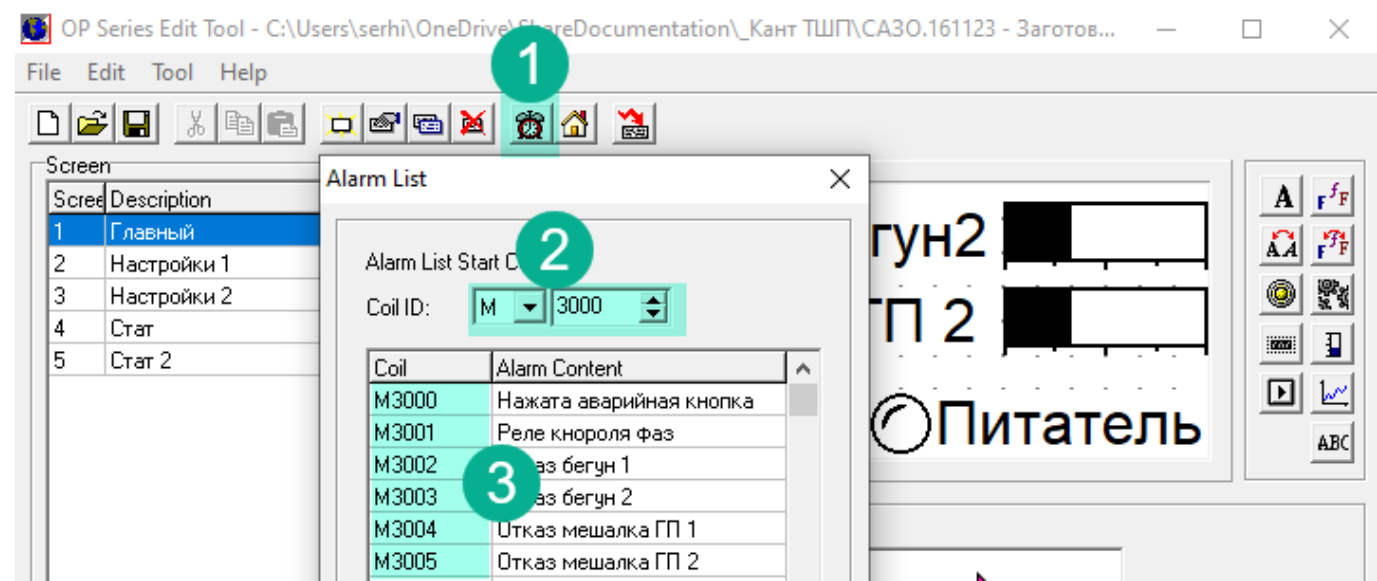 OP Series Edit Tool - C:\Users\serhi\OneDrive\ShareDocumentation\_Кант ТШП\САЗО.161123 - Заготов...
1
File Edit Tool Help
Screen
Alarm List
Scree Description
1 Главный
2 Настройки 1
3 Настройки 2
4 Стат
5 Стат 2
2
Alarm List Start
Coil ID: M 3000
Coil Alarm Content
M3000 Нажата аварийная кнопка
M3001 Реле кнороля фаз
M3002 аз бегун 1
3
M3003 аз бегун 2
M3004 Отказ мешалка ГП 1
M3005 Отказ мешалка ГП 2
гун2
ГП 2
Питатель
A
F f F
A A
F F
ABC